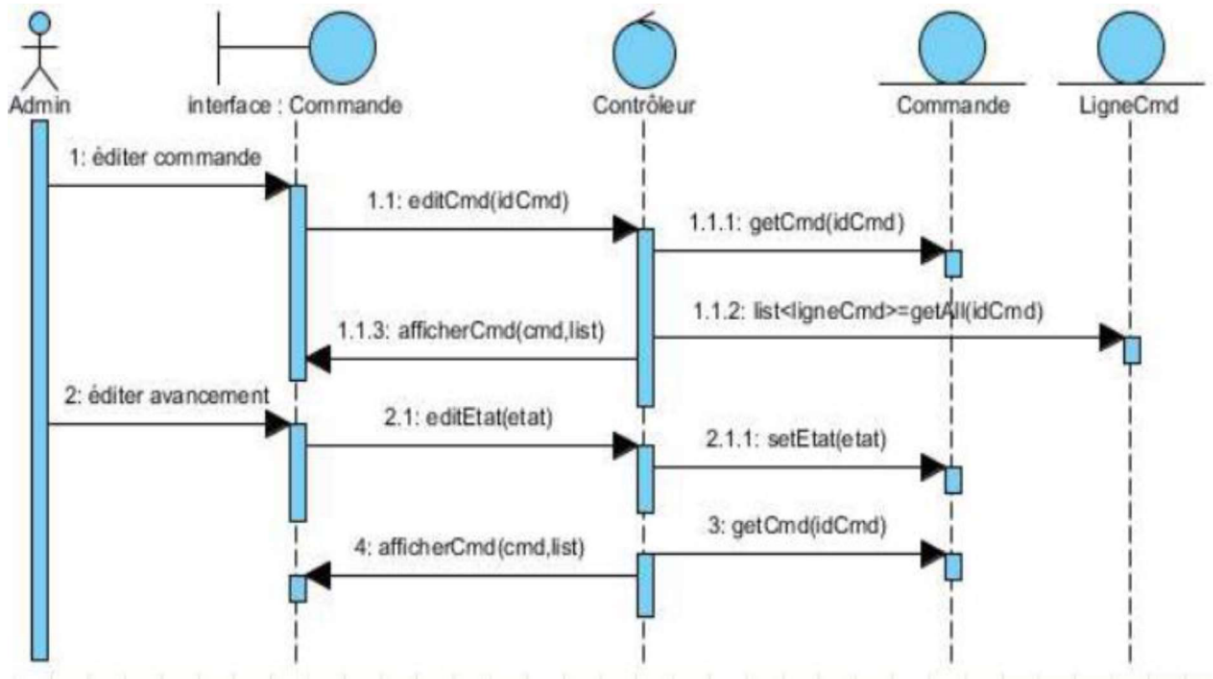 Admin
interface : Commande
Contrôleur
Commande
LigneCmd
1: éditer commande
1.1: editCmd(idCmd)
1.1.1: getCmd(idCmd)
1.1.2: list<ligneCmd>=getAll(idCmd)
1.1.3: afficherCmd(cmd,list)
2: éditer avancement
2.1: editEtat(etat)
2.1.1: setEtat(etat)
3: getCmd(idCmd)
4: afficherCmd(cmd,list)